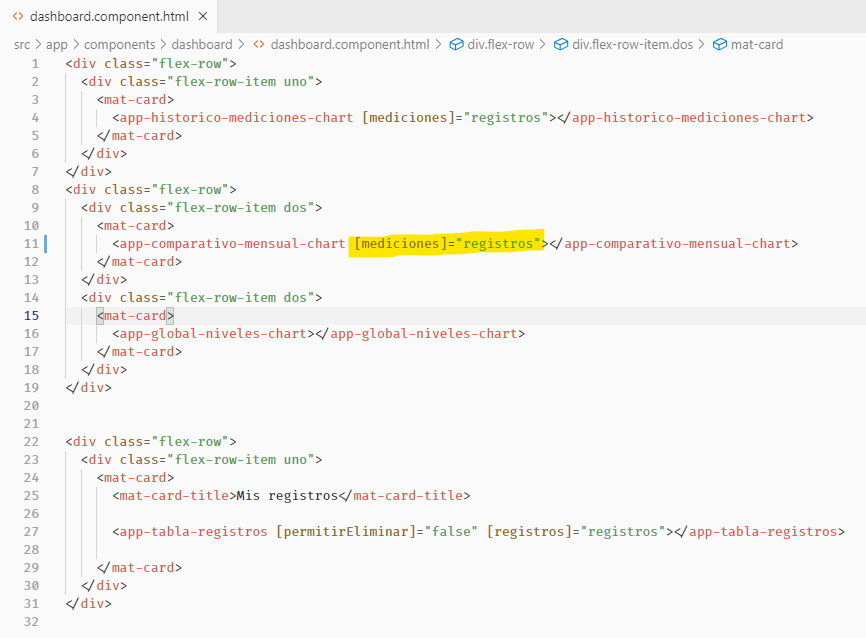 dashboard.component.html
src > app > components > dashboard > dashboard.component.html > div.flex-row > div.flex-row-item.dos > mat-card
1 <div class="flex-row">
2 <div class="flex-row-item uno">
3 <mat-card>
4 <app-historico-mediciones-chart [mediciones]="registros"></app-historico-mediciones-chart>
5 </mat-card>
6 </div>
7 </div>
8 <div class="flex-row">
9 <div class="flex-row-item dos">
10 <mat-card>
11 <app-comparativo-mensual-chart [mediciones]="registros"></app-comparativo-mensual-chart>
12 </mat-card>
13 </div>
14 <div class="flex-row-item dos">
15 <mat-card>
16 <app-global-niveles-chart></app-global-niveles-chart>
17 </mat-card>
18 </div>
19 </div>
20
21
22 <div class="flex-row">
23 <div class="flex-row-item uno">
24 <mat-card>
25 <mat-card-title>Mis registros</mat-card-title>
26
27 <app-tabla-registros [permitirEliminar]="false" [registros]="registros"></app-tabla-registros>
28
29 </mat-card>
30 </div>
31 </div>
32